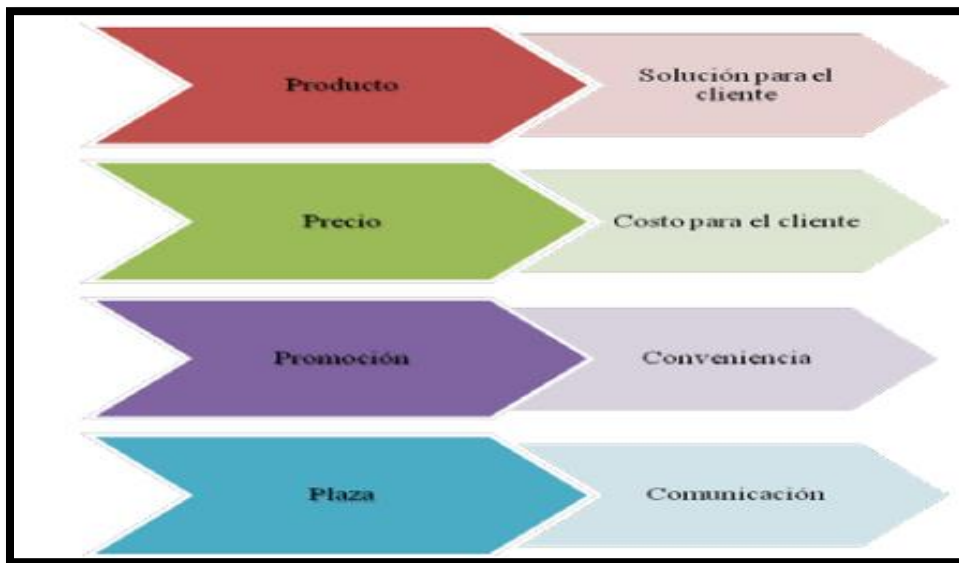 Producto
Solución para el
cliente
Precio
Costo para el cliente
Promoción
Conveniencia
Plaza
Comunicación